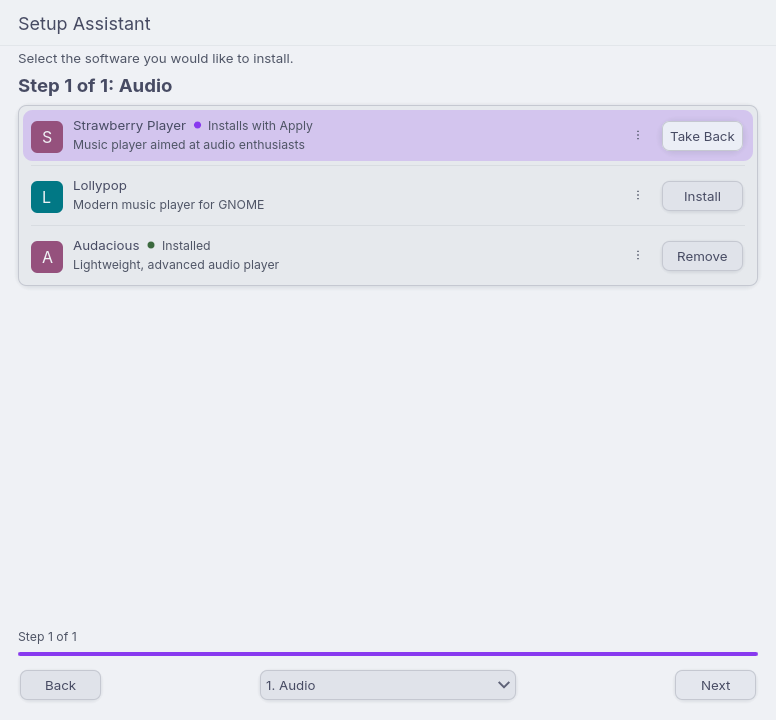 Setup Assistant
Select the software you would like to install.
Step 1 of 1: Audio
S
Strawberry Player
Installs with Apply
Music player aimed at audio enthusiasts
Take Back
L
Lollypop
Modern music player for GNOME
Install
A
Audacious
Installed
Lightweight, advanced audio player
Remove
Step 1 of 1
Back
1. Audio
Next